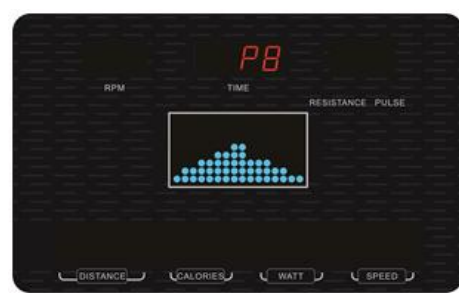 P8
RPM TIME
RESISTANCE PULSE
DISTANCE CALORIES WATT SPEED